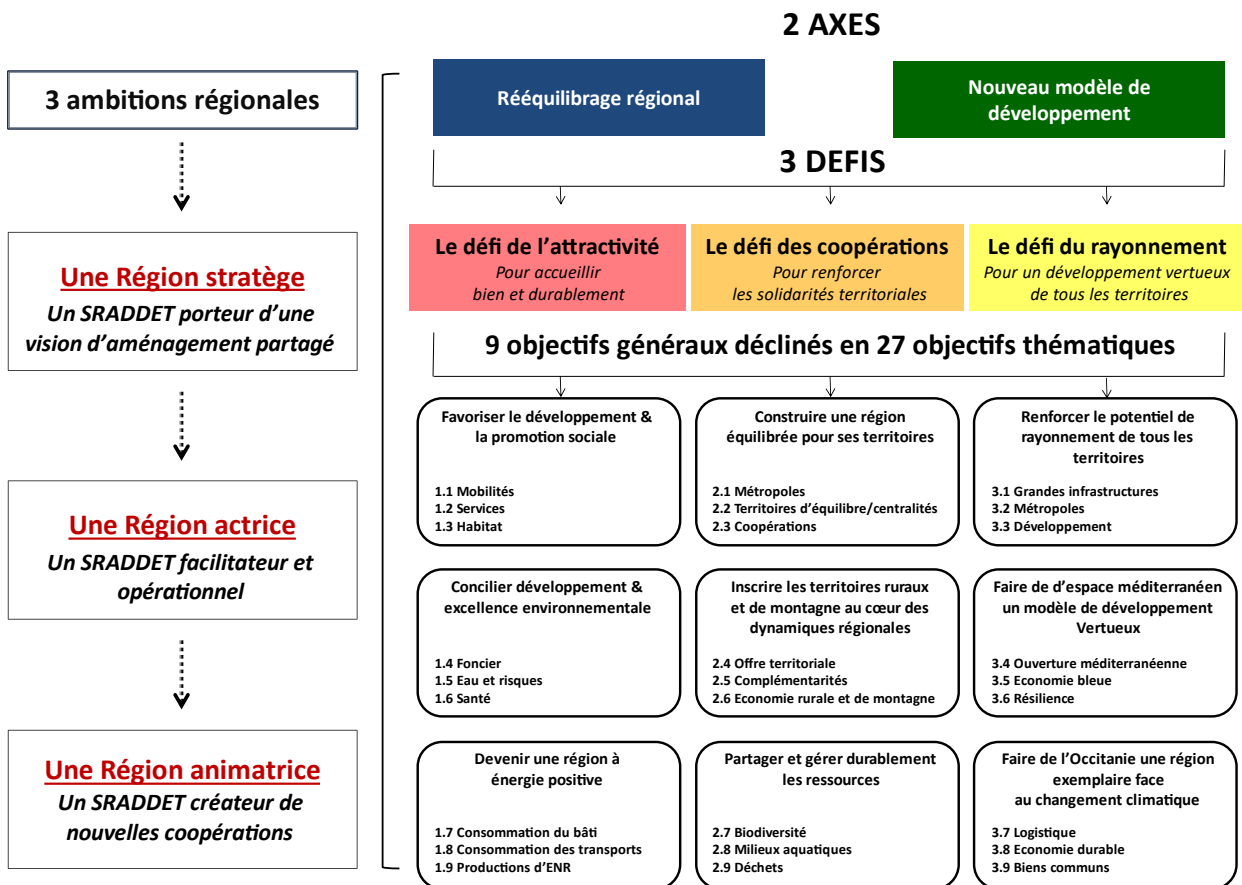 3 ambitions régionales
Une Région stratège
Un SRADDET porteur d’une
vision d’aménagement partagé
Une Région actrice
Un SRADDET facilitateur et
opérationnel
Une Région animatrice
Un SRADDET créateur de
nouvelles coopérations
2 AXES
Rééquilibrage régional
Nouveau modèle de
développement
3 DEFIS
Le défi de l’attractivité
Pour accueillir
bien et durablement
Le défi des coopérations
Pour renforcer
les solidarités territoriales
Le défi du rayonnement
Pour un développement vertueux
de tous les territoires
9 objectifs généraux déclinés en 27 objectifs thématiques
Favoriser le développement &
la promotion sociale
1.1 Mobilités
1.2 Services
1.3 Habitat
Construire une région
équilibrée pour ses territoires
2.1 Métropoles
2.2 Territoires d’équilibre/centralités
2.3 Coopérations
Renforcer le potentiel de
rayonnement de tous les
territoires
3.1 Grandes infrastructures
3.2 Métropoles
3.3 Développement
Concilier développement &
excellence environnementale
1.4 Foncier
1.5 Eau et risques
1.6 Santé
Inscrire les territoires ruraux
et de montagne au cœur des
dynamiques régionales
2.4 Offre territoriale
2.5 Complémentarités
2.6 Economie rurale et de montagne
Faire de d’espace méditerranéen
un modèle de développement
Vertueux
3.4 Ouverture méditerranéenne
3.5 Economie bleue
3.6 Résilience
Devenir une région à
énergie positive
1.7 Consommation du bâti
1.8 Consommation des transports
1.9 Productions d’ENR
Partager et gérer durablement
les ressources
2.7 Biodiversité
2.8 Milieux aquatiques
2.9 Déchets
Faire de l’Occitanie une région
exemplaire face
au changement climatique
3.7 Logistique
3.8 Economie durable
3.9 Biens communs